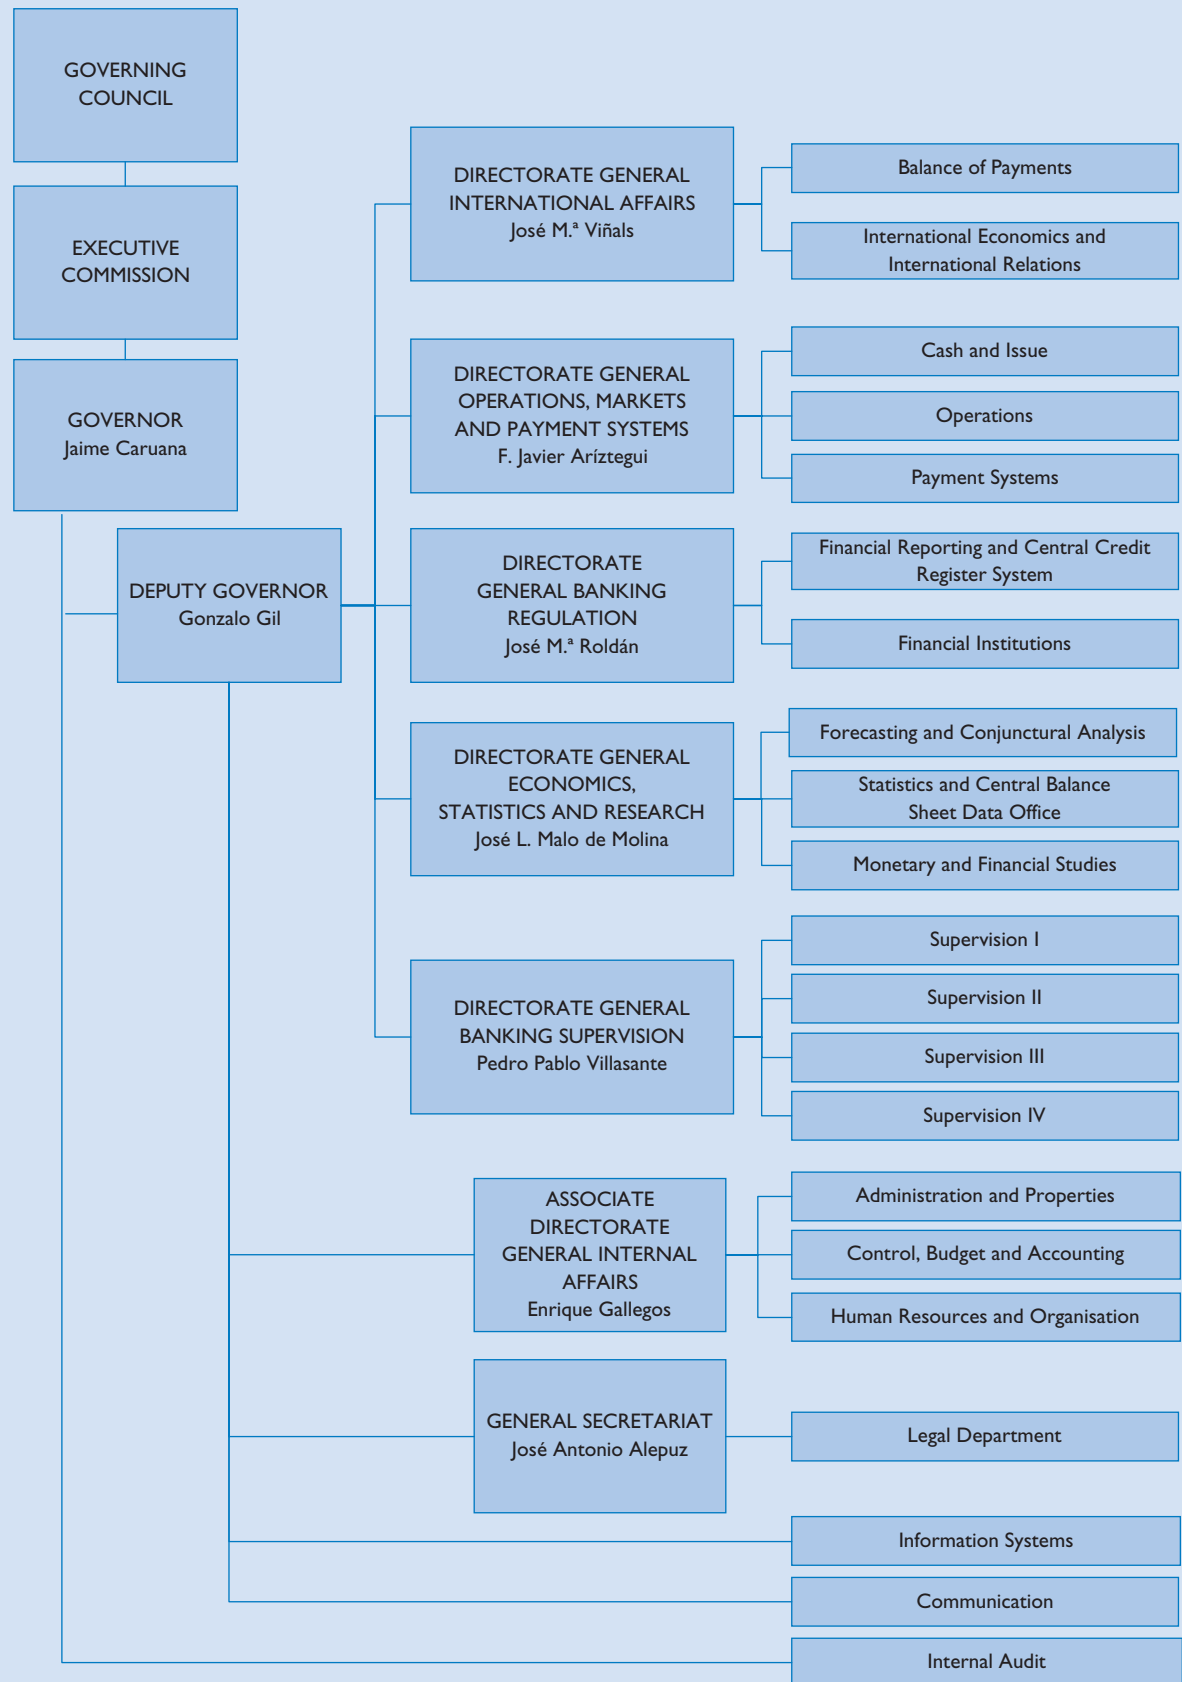 GOVERNING
COUNCIL
EXECUTIVE
COMMISSION
GOVERNOR
Jaime Caruana
DEPUTY GOVERNOR
Gonzalo Gil
DIRECTORATE GENERAL
INTERNATIONAL AFFAIRS
José M.ª Viñals
Balance of Payments
International Economics and
International Relations
DIRECTORATE GENERAL
OPERATIONS, MARKETS
AND PAYMENT SYSTEMS
F. Javier Aríztegui
Cash and Issue
Operations
Payment Systems
DIRECTORATE
GENERAL BANKING
REGULATION
José M.ª Roldán
Financial Reporting and Central Credit
Register System
Financial Institutions
DIRECTORATE GENERAL
ECONOMICS,
STATISTICS AND RESEARCH
José L. Malo de Molina
Forecasting and Conjunctural Analysis
Statistics and Central Balance
Sheet Data Office
Monetary and Financial Studies
DIRECTORATE GENERAL
BANKING SUPERVISION
Pedro Pablo Villasante
Supervision I
Supervision II
Supervision III
Supervision IV
ASSOCIATE
DIRECTORATE
GENERAL INTERNAL
AFFAIRS
Enrique Gallegos
Administration and Properties
Control, Budget and Accounting
Human Resources and Organisation
GENERAL SECRETARIAT
José Antonio Alepuz
Legal Department
Information Systems
Communication
Internal Audit